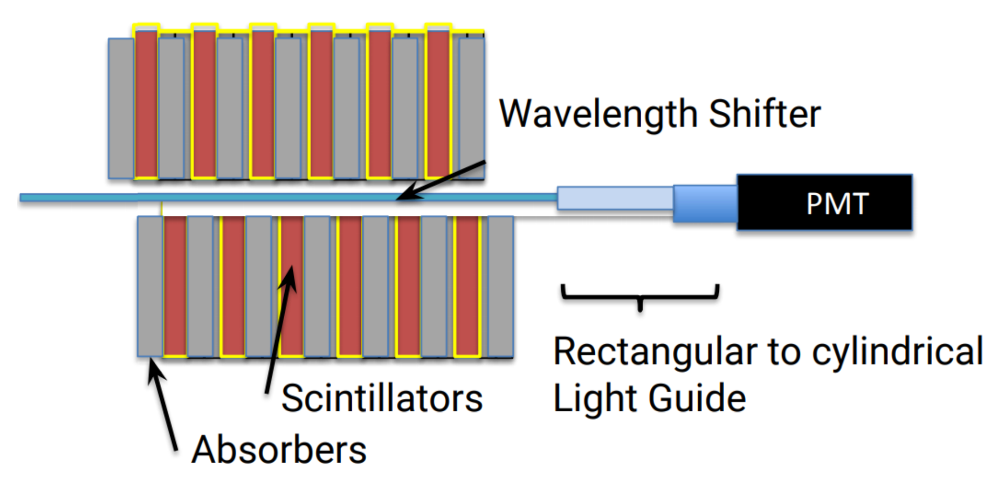 Wavelength Shifter
PMT
Rectangular to cylindrical
Light Guide
Scintillators
Absorbers